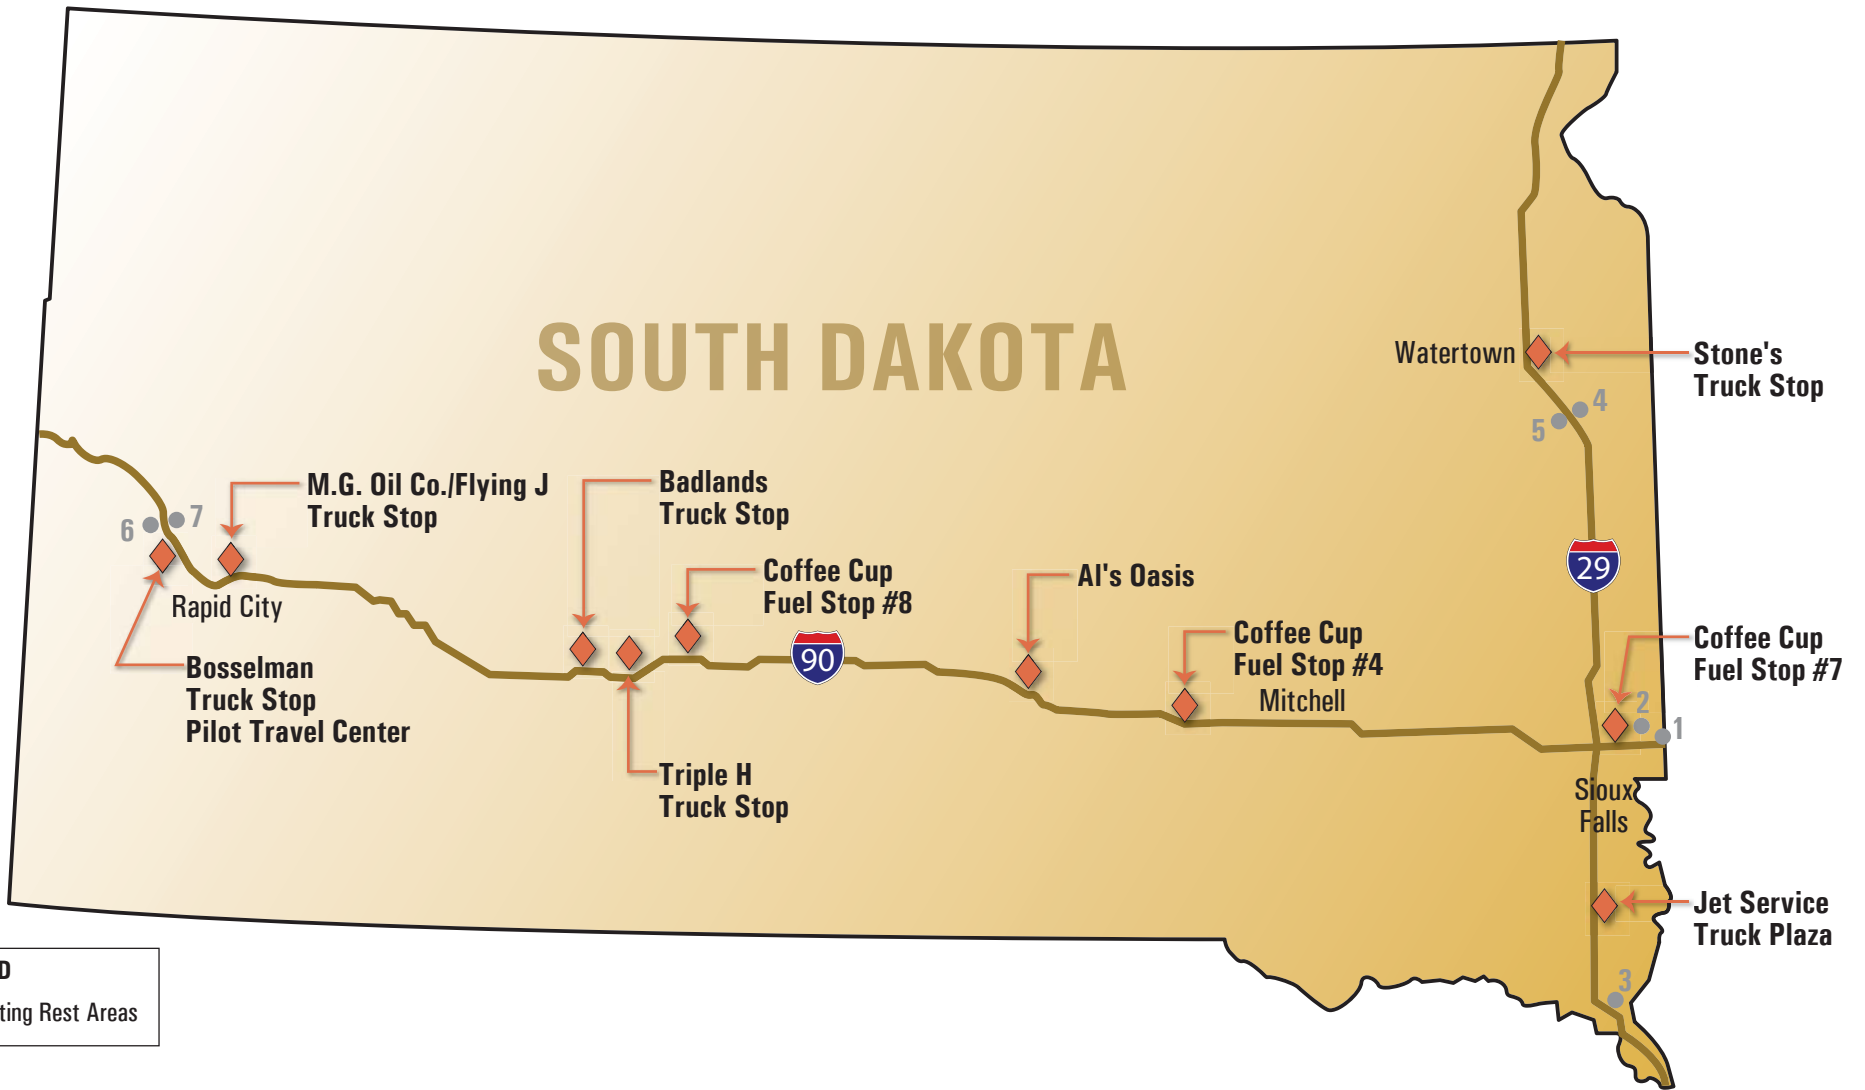 SOUTH DAKOTA
Watertown
Stone's
Truck Stop
4
5
M.G. Oil Co./Flying J
Truck Stop
Badlands
Truck Stop
6
7
Coffee Cup
Fuel Stop #8
Al's Oasis
29
Rapid City
Coffee Cup
Fuel Stop #4
Mitchell
90
Coffee Cup
Fuel Stop #7
Bosselman
Truck Stop
Pilot Travel Center
2
1
Triple H
Truck Stop
Sioux
Falls
Jet Service
Truck Plaza
3
D
ting Rest Areas